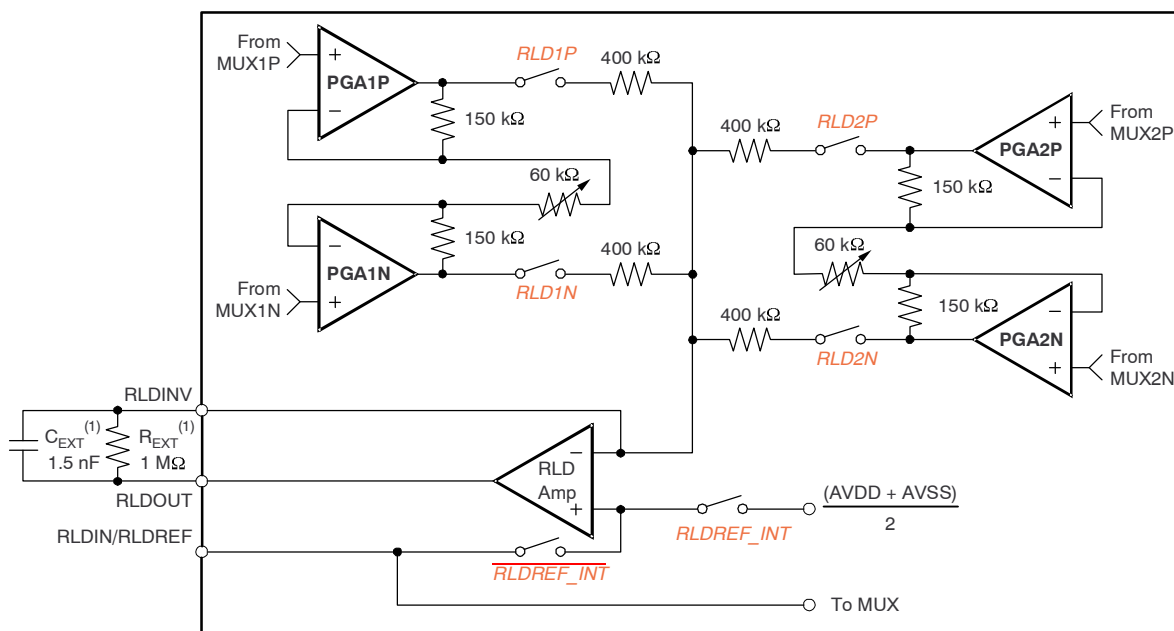 From
MUX1P
+
PGA1P
−
RLD1P
400 kΩ
150 kΩ
400 kΩ
RLD2P
+
PGA2P
−
From
MUX2P
60 kΩ
150 kΩ
−
PGA1N
+
From
MUX1N
150 kΩ
RLD1N
400 kΩ
60 kΩ
400 kΩ
RLD2N
150 kΩ
−
PGA2N
+
From
MUX2N
RLDINV
C_EXT (1)
1.5 nF
R_EXT (1)
1 MΩ
RLDOUT
−
RLD
Amp
+
RLDIN/RLDREF
RLDREF_INT
(AVDD + AVSS)
2
RLDREF_INT
To MUX